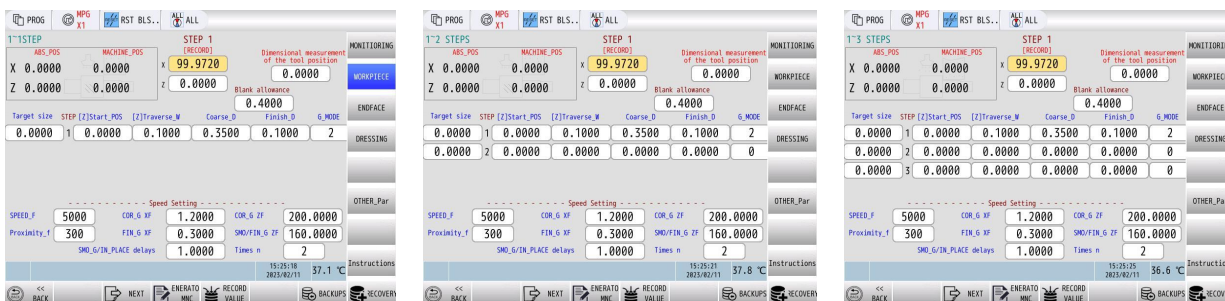 PROG MPG X1 RST BLS.. ALL ALL
1~1STEP STEP 1 MONITIORING
ABS_POS MACHINE_POS [RECORD] Dimensional measurement of the tool position
X 0.0000 0.0000 X 99.9720 0.0000 WORKPIECE
Z 0.0000 0.0000 Z 0.0000 Blank allowance
0.4000 ENDFACE
Target size STEP [Z]Start_POS [Z]Traverse_W Coarse_D Finish_D G_MODE
0.0000 1 0.0000 0.1000 0.3500 0.1000 2 DRESSING
OTHER_Par
- - - - - - - - - - Speed Setting - - - - - - - - - -
SPEED_F 5000 COR_G XF 1.2000 COR_G ZF 200.0000
Proximity_f 300 FIN_G XF 0.3000 SMO/FIN_G ZF 160.0000
SMO_G/IN_PLACE delays 1.0000 Times n 2
15:25:18 2023/02/11 37.1 ℃ Instructions
<< BACK NEXT ENERATO MNC RECORD VALUE BACKUPS RECOVERY
PROG MPG X1 RST BLS.. ALL ALL
1~2 STEPS STEP 1 MONITIORING
ABS_POS MACHINE_POS [RECORD] Dimensional measurement of the tool position
X 0.0000 0.0000 X 99.9720 0.0000 WORKPIECE
Z 0.0000 0.0000 Z 0.0000 Blank allowance
0.4000 ENDFACE
Target size STEP [Z]Start_POS [Z]Traverse_W Coarse_D Finish_D G_MODE
0.0000 1 0.0000 0.1000 0.3500 0.1000 2 DRESSING
0.0000 2 0.0000 0.0000 0.0000 0.0000 0
OTHER_Par
- - - - - - - - - - Speed Setting - - - - - - - - - -
SPEED_F 5000 COR_G XF 1.2000 COR_G ZF 200.0000
Proximity_f 300 FIN_G XF 0.3000 SMO/FIN_G ZF 160.0000
SMO_G/IN_PLACE delays 1.0000 Times n 2
15:25:21 2023/02/11 37.8 ℃ Instructions
<< BACK NEXT ENERATO MNC RECORD VALUE BACKUPS RECOVERY
PROG MPG X1 RST BLS.. ALL ALL
1~3 STEPS STEP 1 MONITIORI
ABS_POS MACHINE_POS [RECORD] Dimensional measurement of the tool position
X 0.0000 0.0000 X 99.9720 0.0000 WORKPIEC
Z 0.0000 0.0000 Z 0.0000 Blank allowance
0.4000 ENDFACE
Target size STEP [Z]Start_POS [Z]Traverse_W Coarse_D Finish_D G_MODE
0.0000 1 0.0000 0.1000 0.3500 0.1000 2 DRESSING
0.0000 2 0.0000 0.0000 0.0000 0.0000 0
0.0000 3 0.0000 0.0000 0.0000 0.0000 0
OTHER_Pa
- - - - - - - - - - Speed Setting - - - - - - - - - -
SPEED_F 5000 COR_G XF 1.2000 COR_G ZF 200.0000
Proximity_f 300 FIN_G XF 0.3000 SMO/FIN_G ZF 160.0000
SMO_G/IN_PLACE delays 1.0000 Times n 2
15:25:25 2023/02/11 36.6 ℃ Instructio
<< BACK NEXT ENERATO MNC RECORD VALUE BACKUPS RECOV